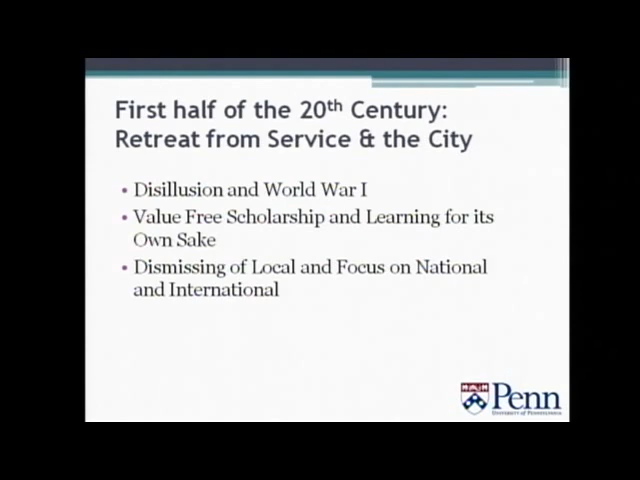 First half of the 20th Century:
Retreat from Service & the City
• Disillusion and World War I
• Value Free Scholarship and Learning for its
Own Sake
• Dismissing of Local and Focus on National
and International
Penn
UNIVERSITY OF PENNSYLVANIA